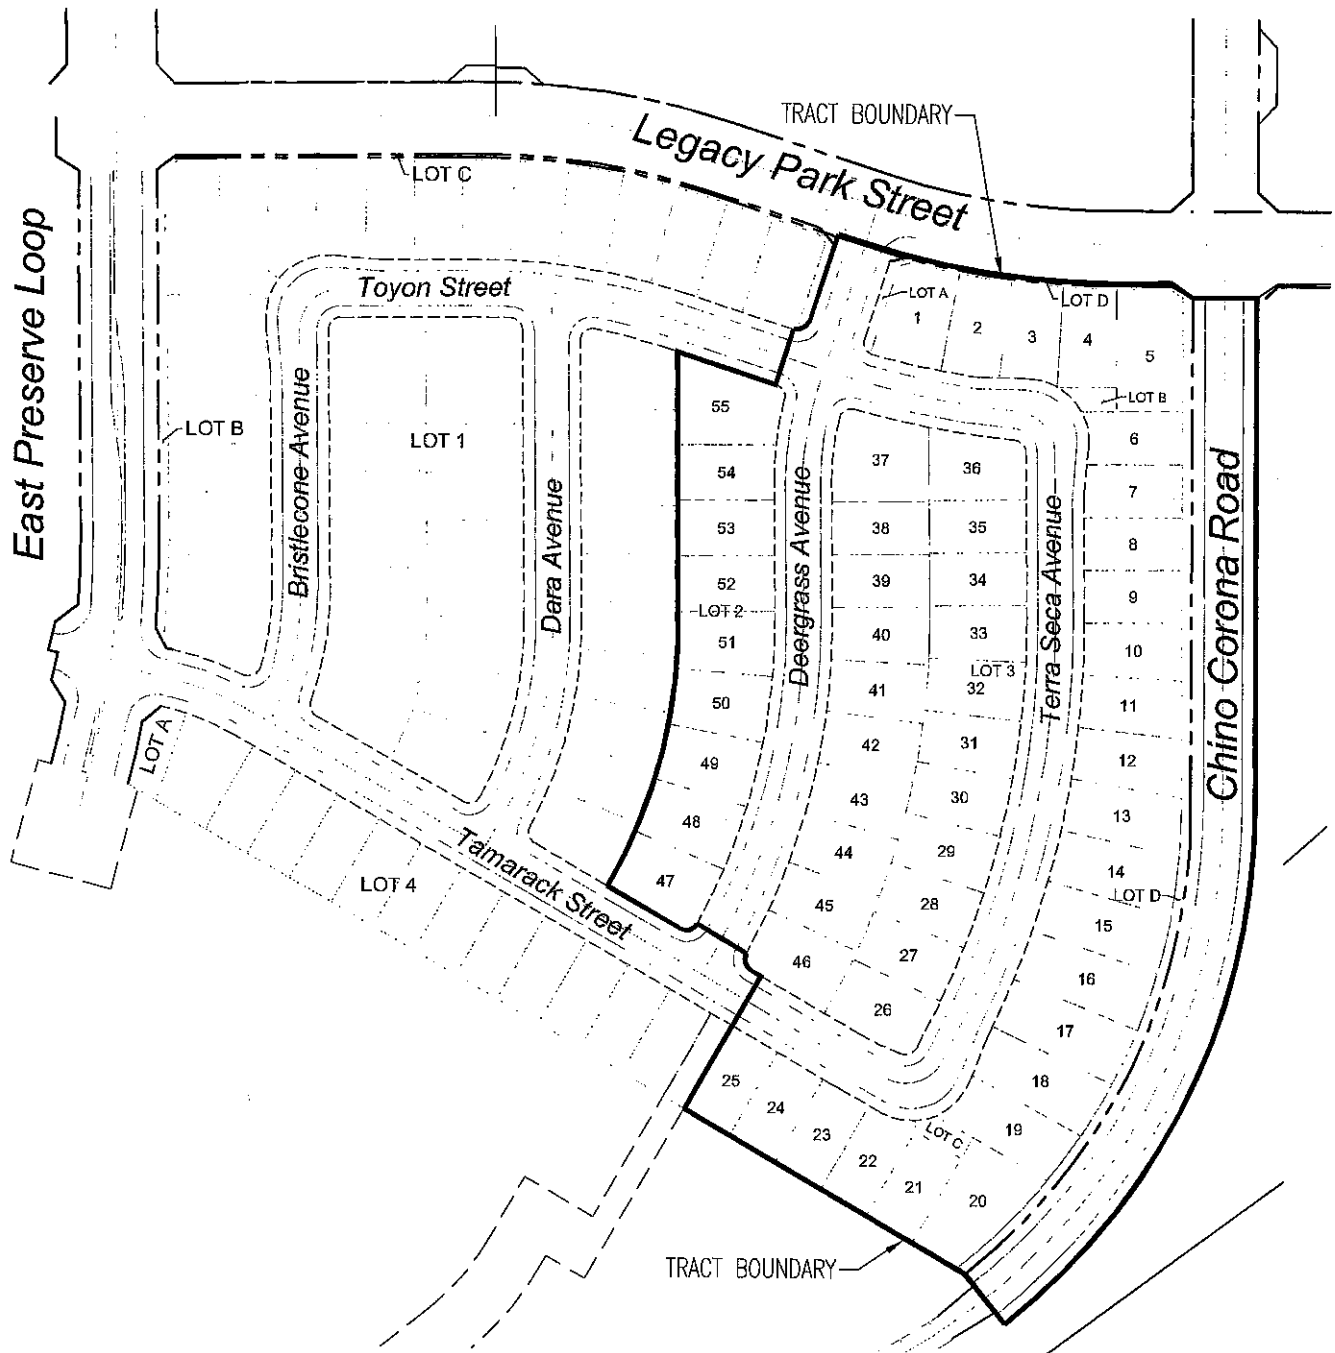 TRACT BOUNDARY
Legacy Park Street
LOT C
East Preserve Loop
Toyon Street
LOT A
LOT D
1
2
3
4
5
LOT B
6
7
8
9
10
11
12
13
14
LOT D
15
16
17
18
19
20
21
22
23
24
25
LOT C
Chino Corona Road
LOT B
Bristlecone Avenue
LOT 1
Dara Avenue
55
54
53
52
LOT 2
51
50
49
48
47
Deergrass Avenue
37
36
38
35
39
34
40
33
LOT 3
41
32
42
31
43
30
44
29
45
28
46
27
26
Terra Seca Avenue
LOT A
Tamarack Street
LOT 4
TRACT BOUNDARY